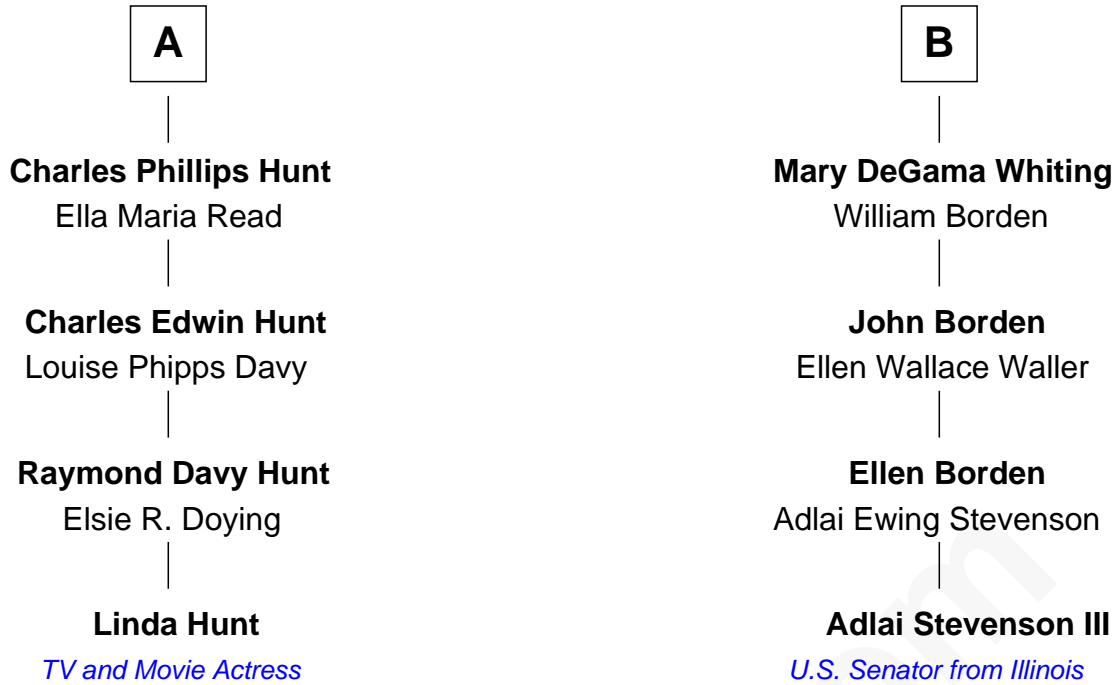 A
Charles Phillips Hunt
Ella Maria Read
Charles Edwin Hunt
Louise Phipps Davy
Raymond Davy Hunt
Elsie R. Doying
Linda Hunt
TV and Movie Actress
B
Mary DeGama Whiting
William Borden
John Borden
Ellen Wallace Waller
Ellen Borden
Adlai Ewing Stevenson
Adlai Stevenson III
U.S. Senator from Illinois